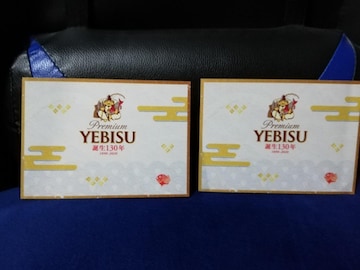 Premium
YEBISU
誕生130年
Premium
YEBISU
誕生130年